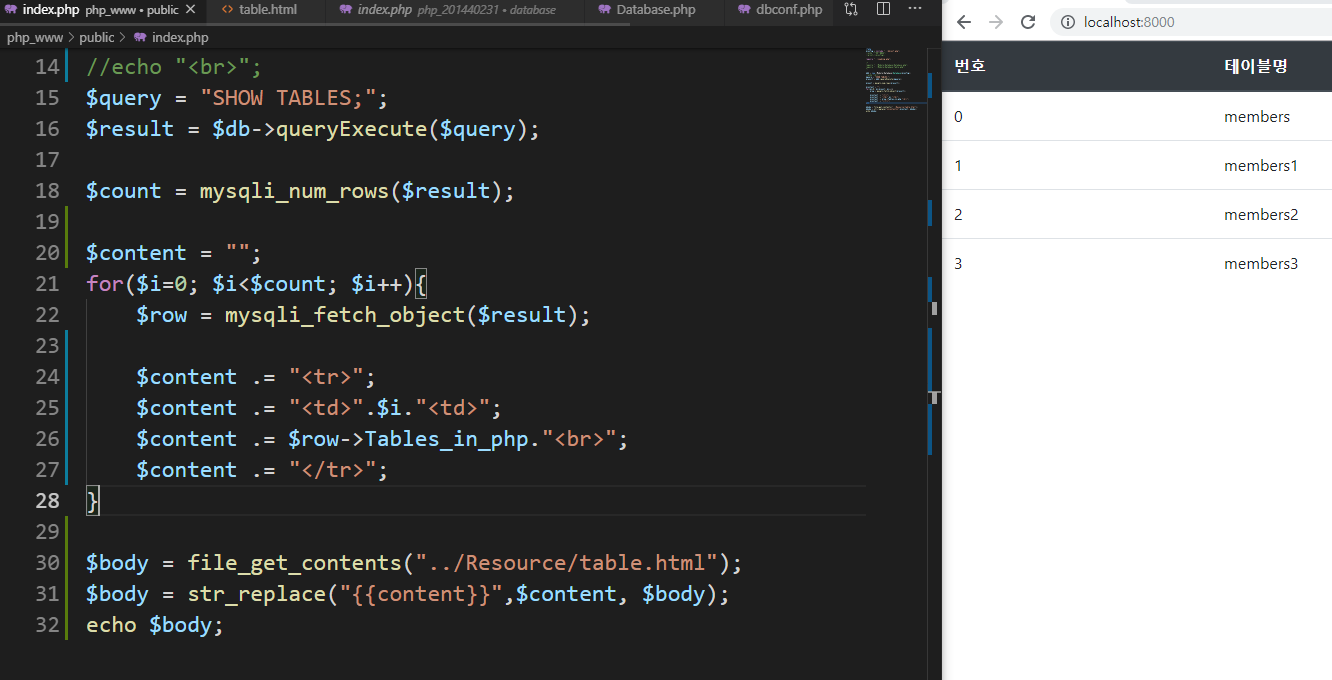 index.php php_www • public
table.html
index.php php_201440231 • database
Database.php
dbconf.php
php_www > public > index.php
14 //echo "<br>";
15 $query = "SHOW TABLES;";
16 $result = $db->queryExecute($query);
17
18 $count = mysqli_num_rows($result);
19
20 $content = "";
21 for($i=0; $i<$count; $i++){
22 $row = mysqli_fetch_object($result);
23
24 $content .= "<tr>";
25 $content .= "<td>".$i."<td>";
26 $content .= $row->Tables_in_php."<br>";
27 $content .= "</tr>";
28 }
29
30 $body = file_get_contents("../Resource/table.html");
31 $body = str_replace("{{content}}",$content, $body);
32 echo $body;
localhost:8000
번호 테이블명
0 members
1 members1
2 members2
3 members3